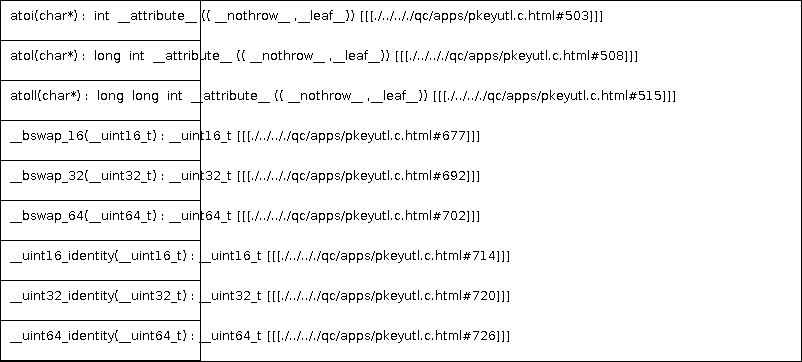 atoi(char*) : int __attribute__ (( __nothrow__ ,__leaf__)) [[[./../.././qc/apps/pkeyutl.c.html#503]]]
atol(char*) : long int __attribute__ (( __nothrow__ ,__leaf__)) [[[./../.././qc/apps/pkeyutl.c.html#508]]]
atoll(char*) : long long int __attribute__ (( __nothrow__ ,__leaf__)) [[[./../.././qc/apps/pkeyutl.c.html#515]]]
__bswap_16(__uint16_t) : __uint16_t [[[./../.././qc/apps/pkeyutl.c.html#677]]]
__bswap_32(__uint32_t) : __uint32_t [[[./../.././qc/apps/pkeyutl.c.html#692]]]
__bswap_64(__uint64_t) : __uint64_t [[[./../.././qc/apps/pkeyutl.c.html#702]]]
__uint16_identity(__uint16_t) : __uint16_t [[[./../.././qc/apps/pkeyutl.c.html#714]]]
__uint32_identity(__uint32_t) : __uint32_t [[[./../.././qc/apps/pkeyutl.c.html#720]]]
__uint64_identity(__uint64_t) : __uint64_t [[[./../.././qc/apps/pkeyutl.c.html#726]]]